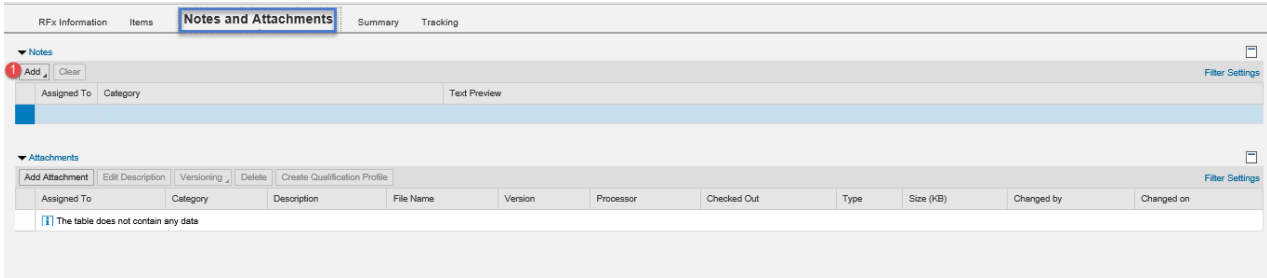 RFx Information Items Notes and Attachments Summary Tracking
Notes
1 Add Clear Filter Settings
Assigned To Category Text Preview
Attachments
Add Attachment Edit Description Versioning Delete Create Qualification Profile Filter Settings
Assigned To Category Description File Name Version Processor Checked Out Type Size (KB) Changed by Changed on
i The table does not contain any data